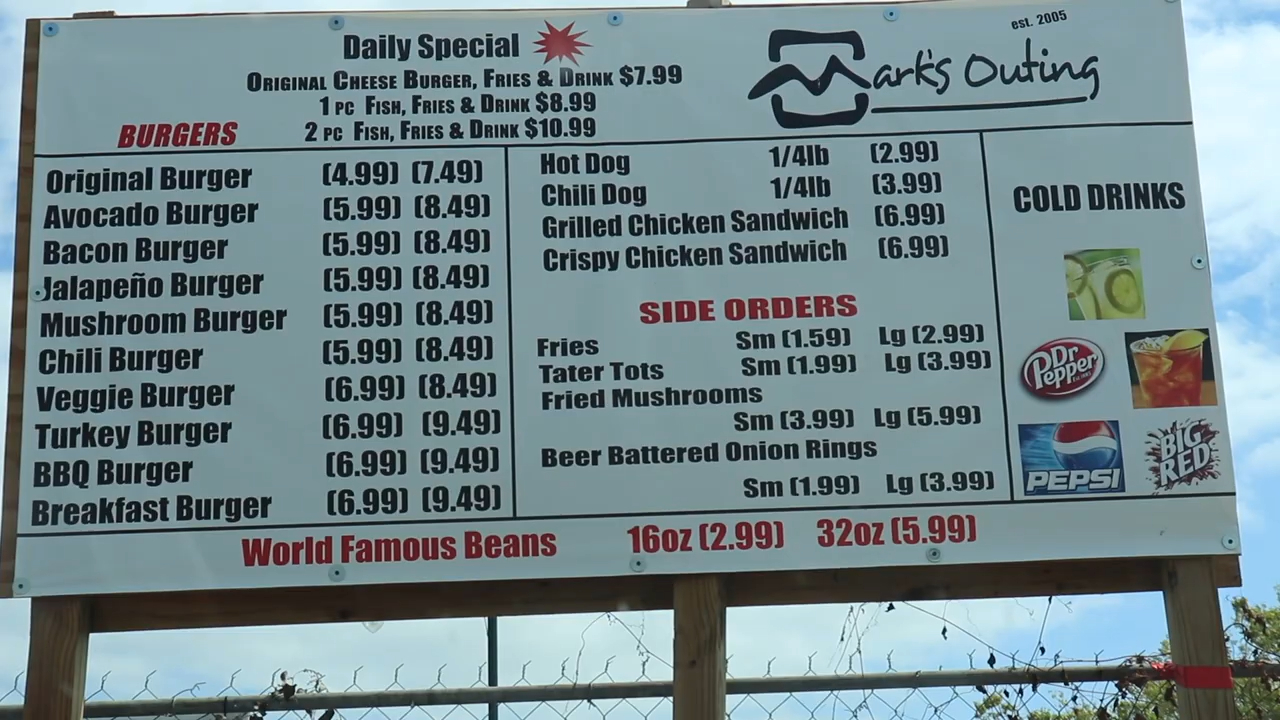 est. 2005
Mark's Outing
Daily Special
ORIGINAL CHEESE BURGER, FRIES & DRINK $7.99
1 PC FISH, FRIES & DRINK $8.99
2 PC FISH, FRIES & DRINK $10.99
BURGERS
Original Burger (4.99) (7.49)
Avocado Burger (5.99) (8.49)
Bacon Burger (5.99) (8.49)
Jalapeño Burger (5.99) (8.49)
Mushroom Burger (5.99) (8.49)
Chili Burger (5.99) (8.49)
Veggie Burger (6.99) (8.49)
Turkey Burger (6.99) (9.49)
BBQ Burger (6.99) (9.49)
Breakfast Burger (6.99) (9.49)
Hot Dog 1/4lb (2.99)
Chili Dog 1/4lb (3.99)
Grilled Chicken Sandwich (6.99)
Crispy Chicken Sandwich (6.99)
SIDE ORDERS
Fries Sm (1.59) Lg (2.99)
Tater Tots Sm (1.99) Lg (3.99)
Fried Mushrooms
Sm (3.99) Lg (5.99)
Beer Battered Onion Rings
Sm (1.99) Lg (3.99)
COLD DRINKS
Dr
Pepper
PEPSI
BIG
RED
World Famous Beans 16oz (2.99) 32oz (5.99)